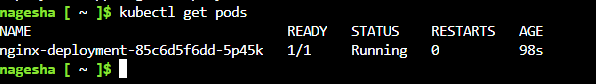 nagesha [ ~ ]$ kubectl get pods
NAME                                READY   STATUS    RESTARTS   AGE
nginx-deployment-85c6d5f6dd-5p45k   1/1     Running   0          98s
nagesha [ ~ ]$